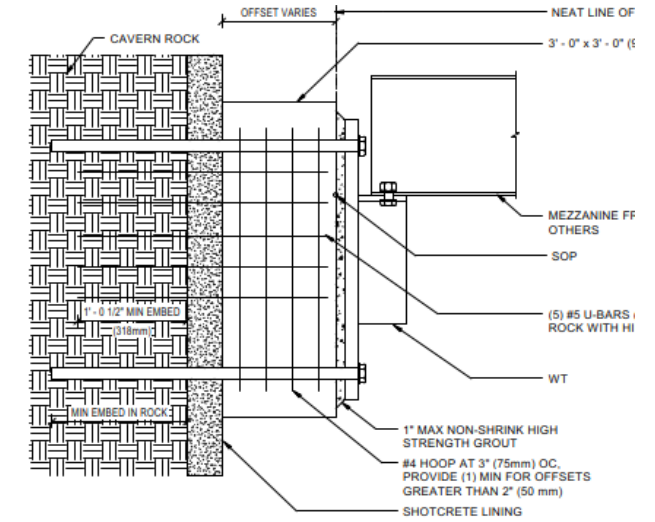 OFFSET VARIES
NEAT LINE OF
CAVERN ROCK
3' - 0" x 3' - 0" (9
MEZZANINE FR
OTHERS
SOP
1' - 0 1/2" MIN EMBED
(318mm)
(5) #5 U-BARS
ROCK WITH HI
WT
MIN EMBED IN ROCK
1" MAX NON-SHRINK HIGH
STRENGTH GROUT
#4 HOOP AT 3" (75mm) OC,
PROVIDE (1) MIN FOR OFFSETS
GREATER THAN 2" (50 mm)
SHOTCRETE LINING